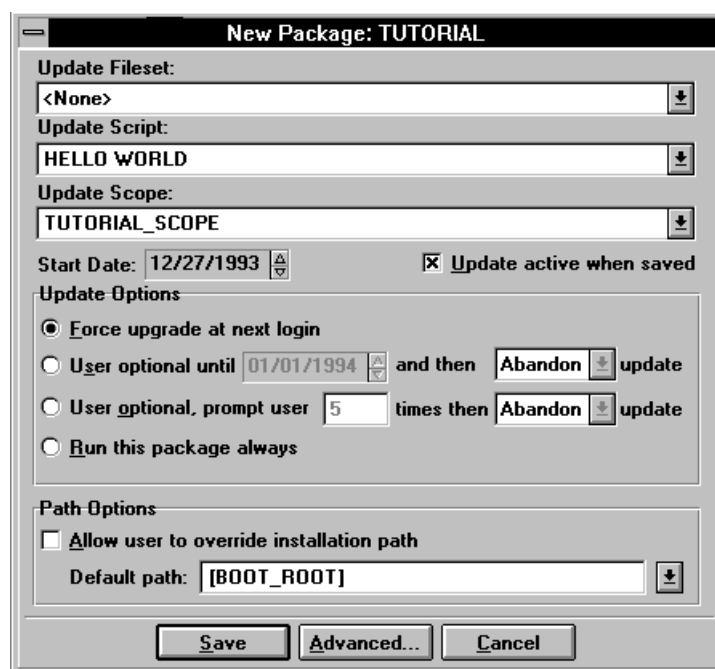 New Package: TUTORIAL
Update Fileset:
<None>
Update Script:
HELLO WORLD
Update Scope:
TUTORIAL_SCOPE
Start Date: 12/27/1993 Update active when saved
Update Options
Force upgrade at next login
User optional until 01/01/1994 and then Abandon update
User optional, prompt user 5 times then Abandon update
Run this package always
Path Options
Allow user to override installation path
Default path: [BOOT_ROOT]
Save Advanced... Cancel